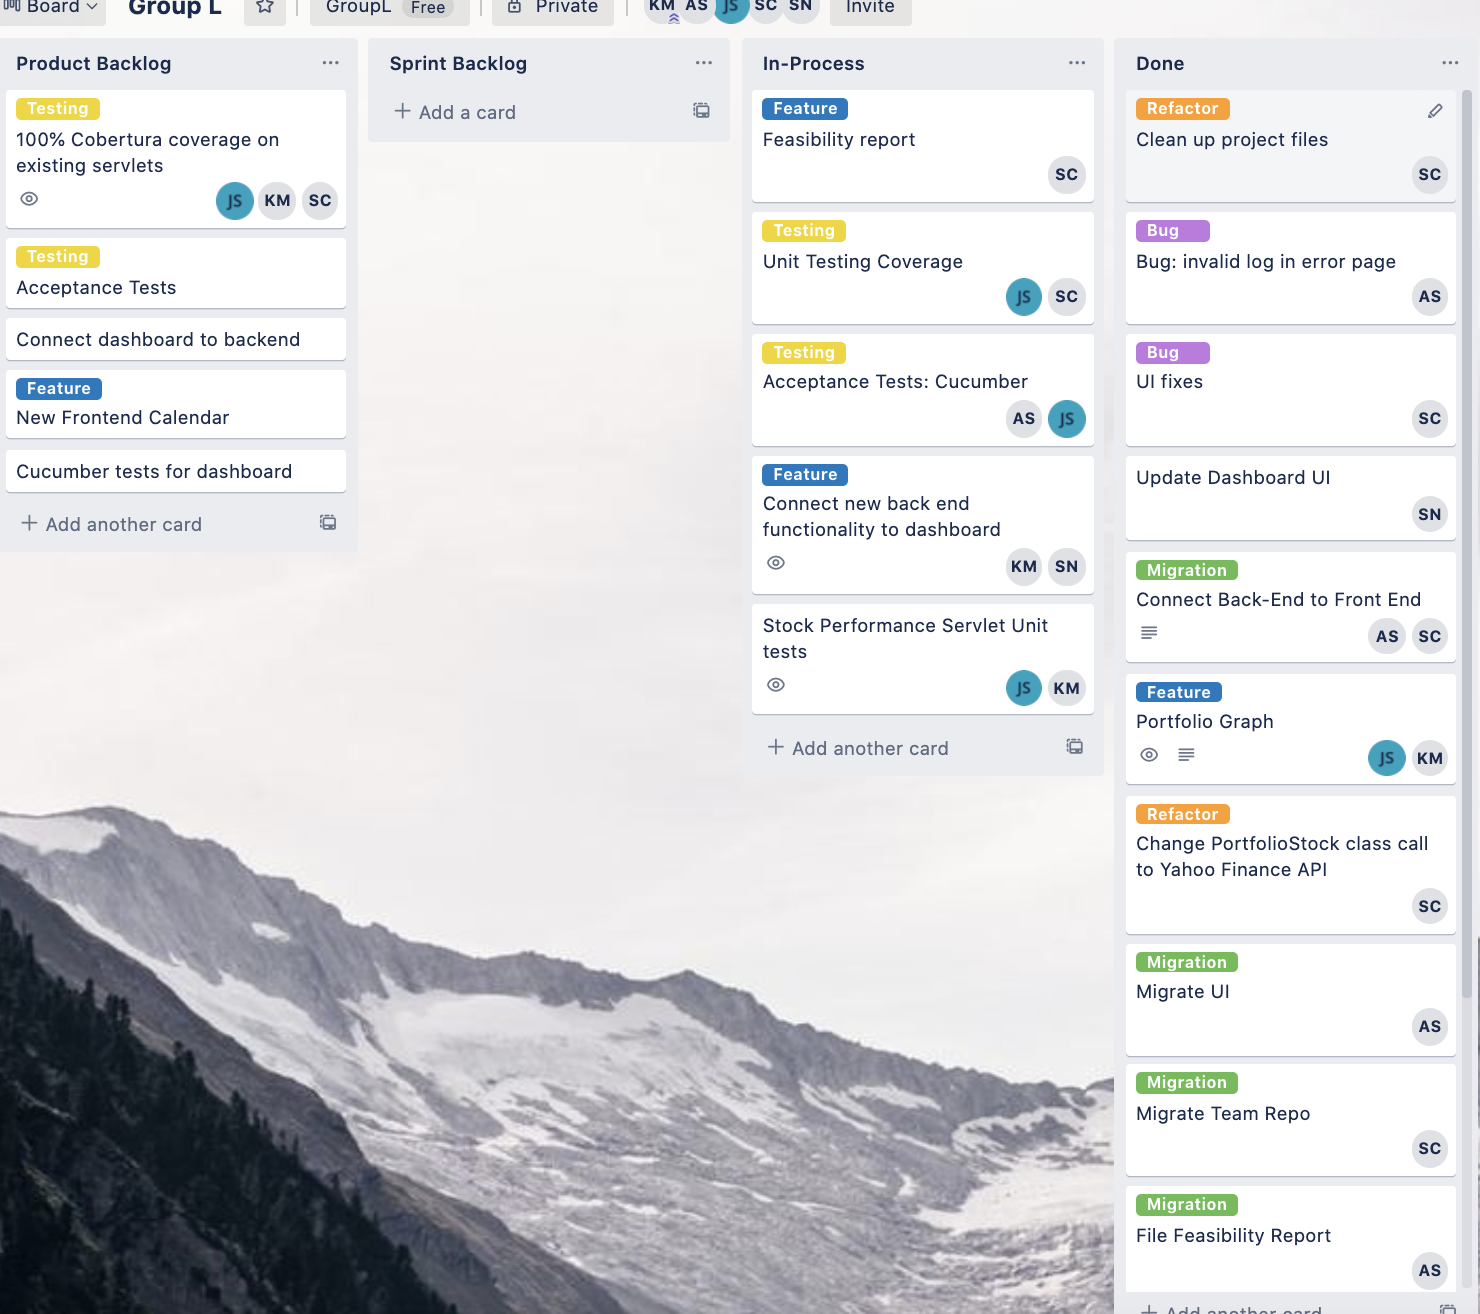 Board
Group L
GroupL Free
Private
KM AS JS SC SN
Invite
Product Backlog
Testing
100% Cobertura coverage on
existing servlets
JS KM SC
Testing
Acceptance Tests
Connect dashboard to backend
Feature
New Frontend Calendar
Cucumber tests for dashboard
+ Add another card
Sprint Backlog
+ Add a card
In-Process
Feature
Feasibility report
SC
Testing
Unit Testing Coverage
JS SC
Testing
Acceptance Tests: Cucumber
AS JS
Feature
Connect new back end
functionality to dashboard
KM SN
Stock Performance Servlet Unit
tests
JS KM
+ Add another card
Done
Refactor
Clean up project files
SC
Bug
Bug: invalid log in error page
AS
Bug
UI fixes
SC
Update Dashboard UI
SN
Migration
Connect Back-End to Front End
AS SC
Feature
Portfolio Graph
JS KM
Refactor
Change PortfolioStock class call
to Yahoo Finance API
SC
Migration
Migrate UI
AS
Migration
Migrate Team Repo
SC
Migration
File Feasibility Report
AS
+ Add another card